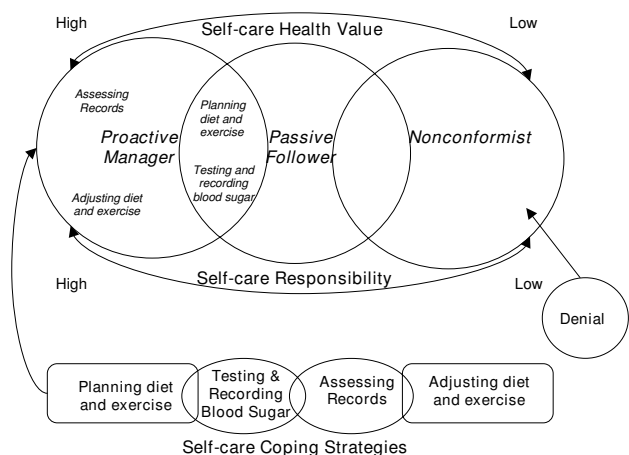 High
Self-care Health Value
Low
Assessing
Records
Planning
diet and
exercise
Proactive
Manager
Passive
Follower
Nonconformist
Testing and
recording
blood sugar
Adjusting diet
and exercise
High
Self-care Responsibility
Low
Denial
Planning diet
and exercise
Testing &
Recording
Blood Sugar
Assessing
Records
Adjusting diet
and exercise
Self-care Coping Strategies